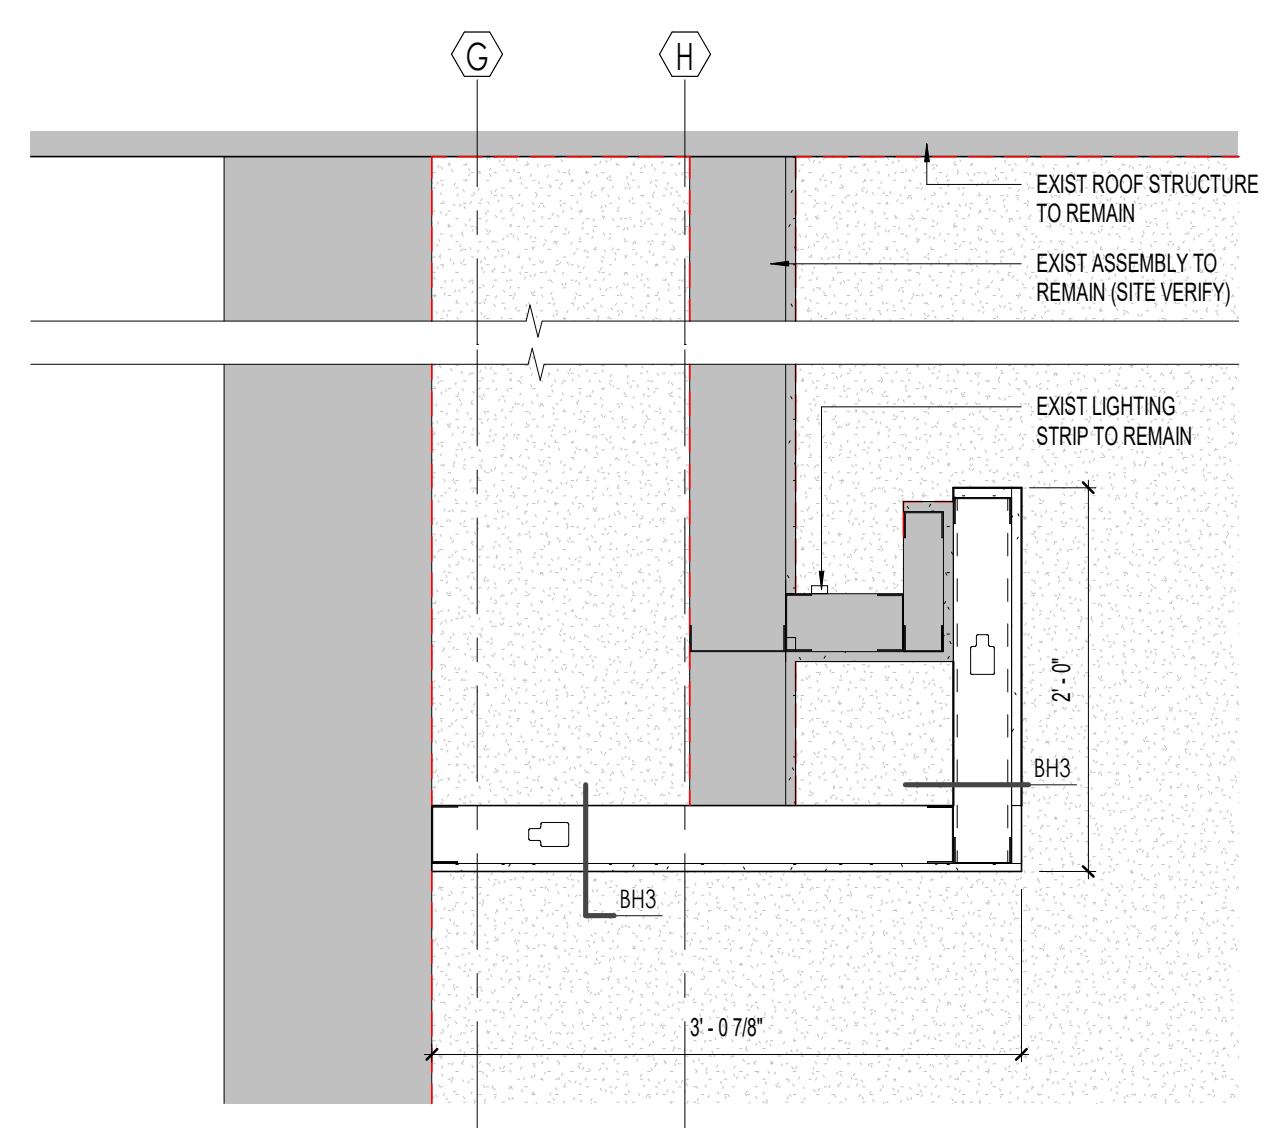 G
H
EXIST ROOF STRUCTURE
TO REMAIN
EXIST ASSEMBLY TO
REMAIN (SITE VERIFY)
EXIST LIGHTING
STRIP TO REMAIN
2' - 0"
BH3
BH3
3' - 0 7/8"